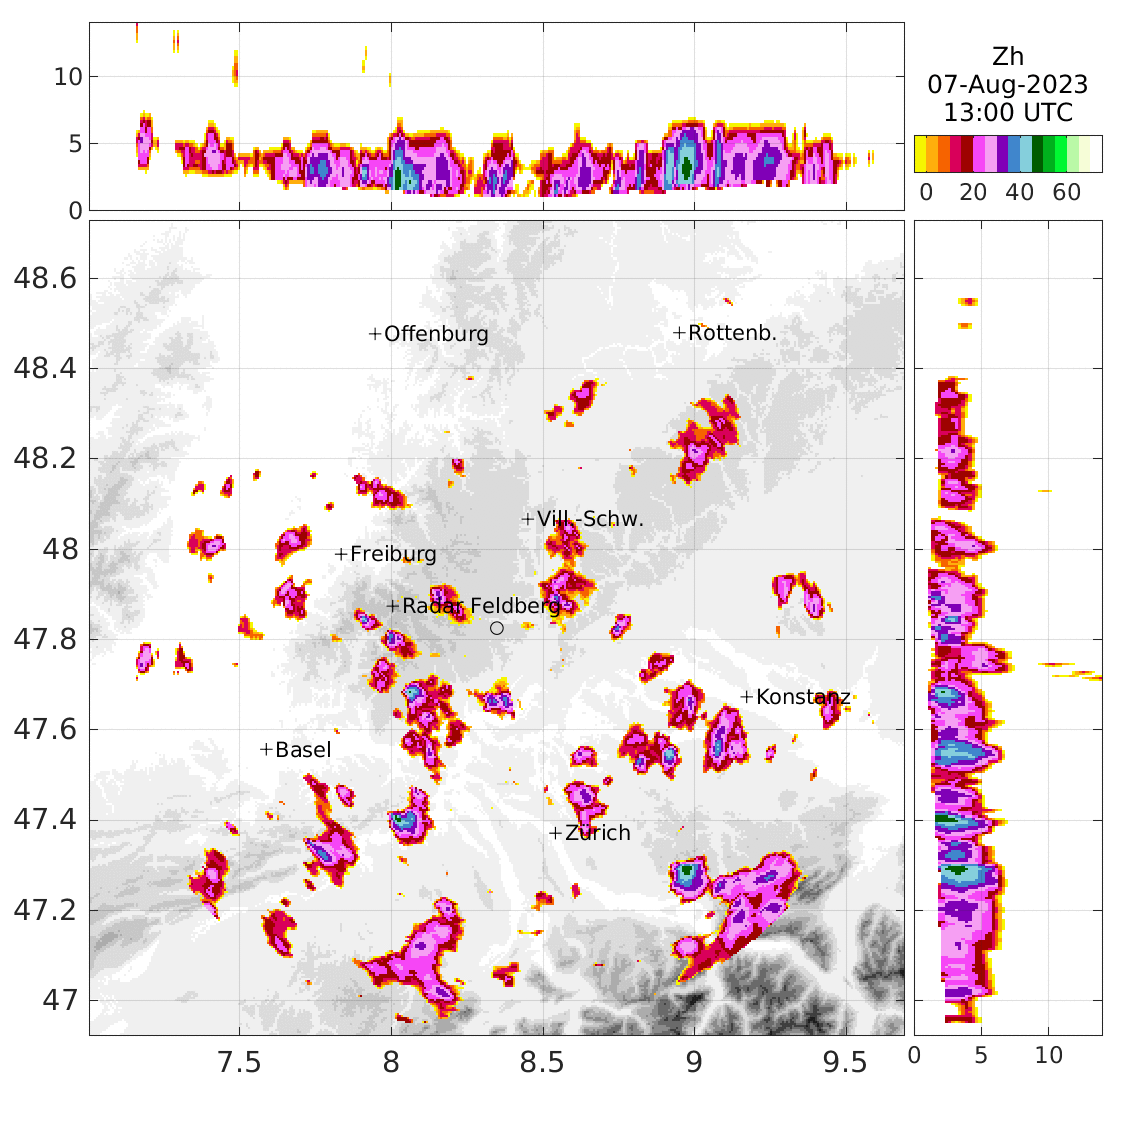 10
5
0
Zh
07-Aug-2023
13:00 UTC
0 20 40 60
48.6
48.4
48.2
48
47.8
47.6
47.4
47.2
47
+Offenburg
+Rottenb.
+Vill.-Schw.
+Freiburg
+Radar Feldberg
+Konstanz
+Basel
+Zurich
7.5 8 8.5 9 9.5
0 5 10